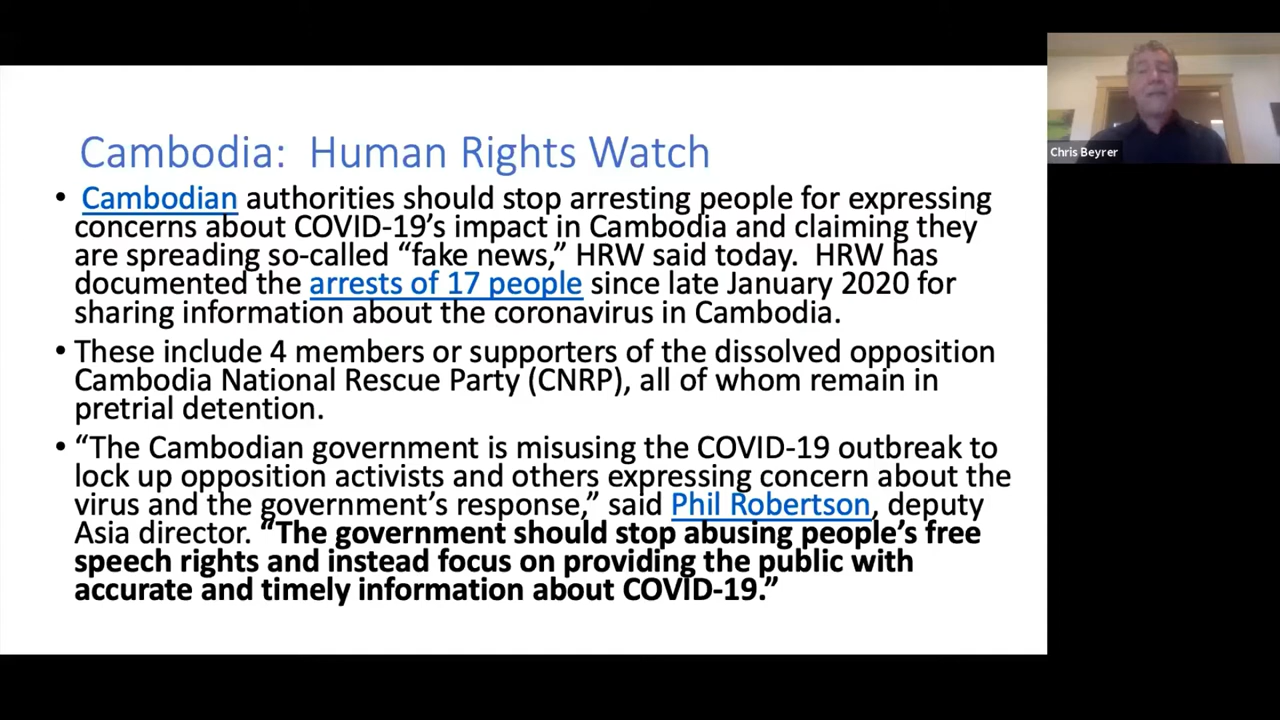 Cambodia:  Human Rights Watch
• Cambodian authorities should stop arresting people for expressing
concerns about COVID-19’s impact in Cambodia and claiming they
are spreading so-called “fake news,” HRW said today.  HRW has
documented the arrests of 17 people since late January 2020 for
sharing information about the coronavirus in Cambodia.
• These include 4 members or supporters of the dissolved opposition
Cambodia National Rescue Party (CNRP), all of whom remain in
pretrial detention.
• “The Cambodian government is misusing the COVID-19 outbreak to
lock up opposition activists and others expressing concern about the
virus and the government’s response,” said Phil Robertson, deputy
Asia director. “The government should stop abusing people’s free
speech rights and instead focus on providing the public with
accurate and timely information about COVID-19.”
Chris Beyrer